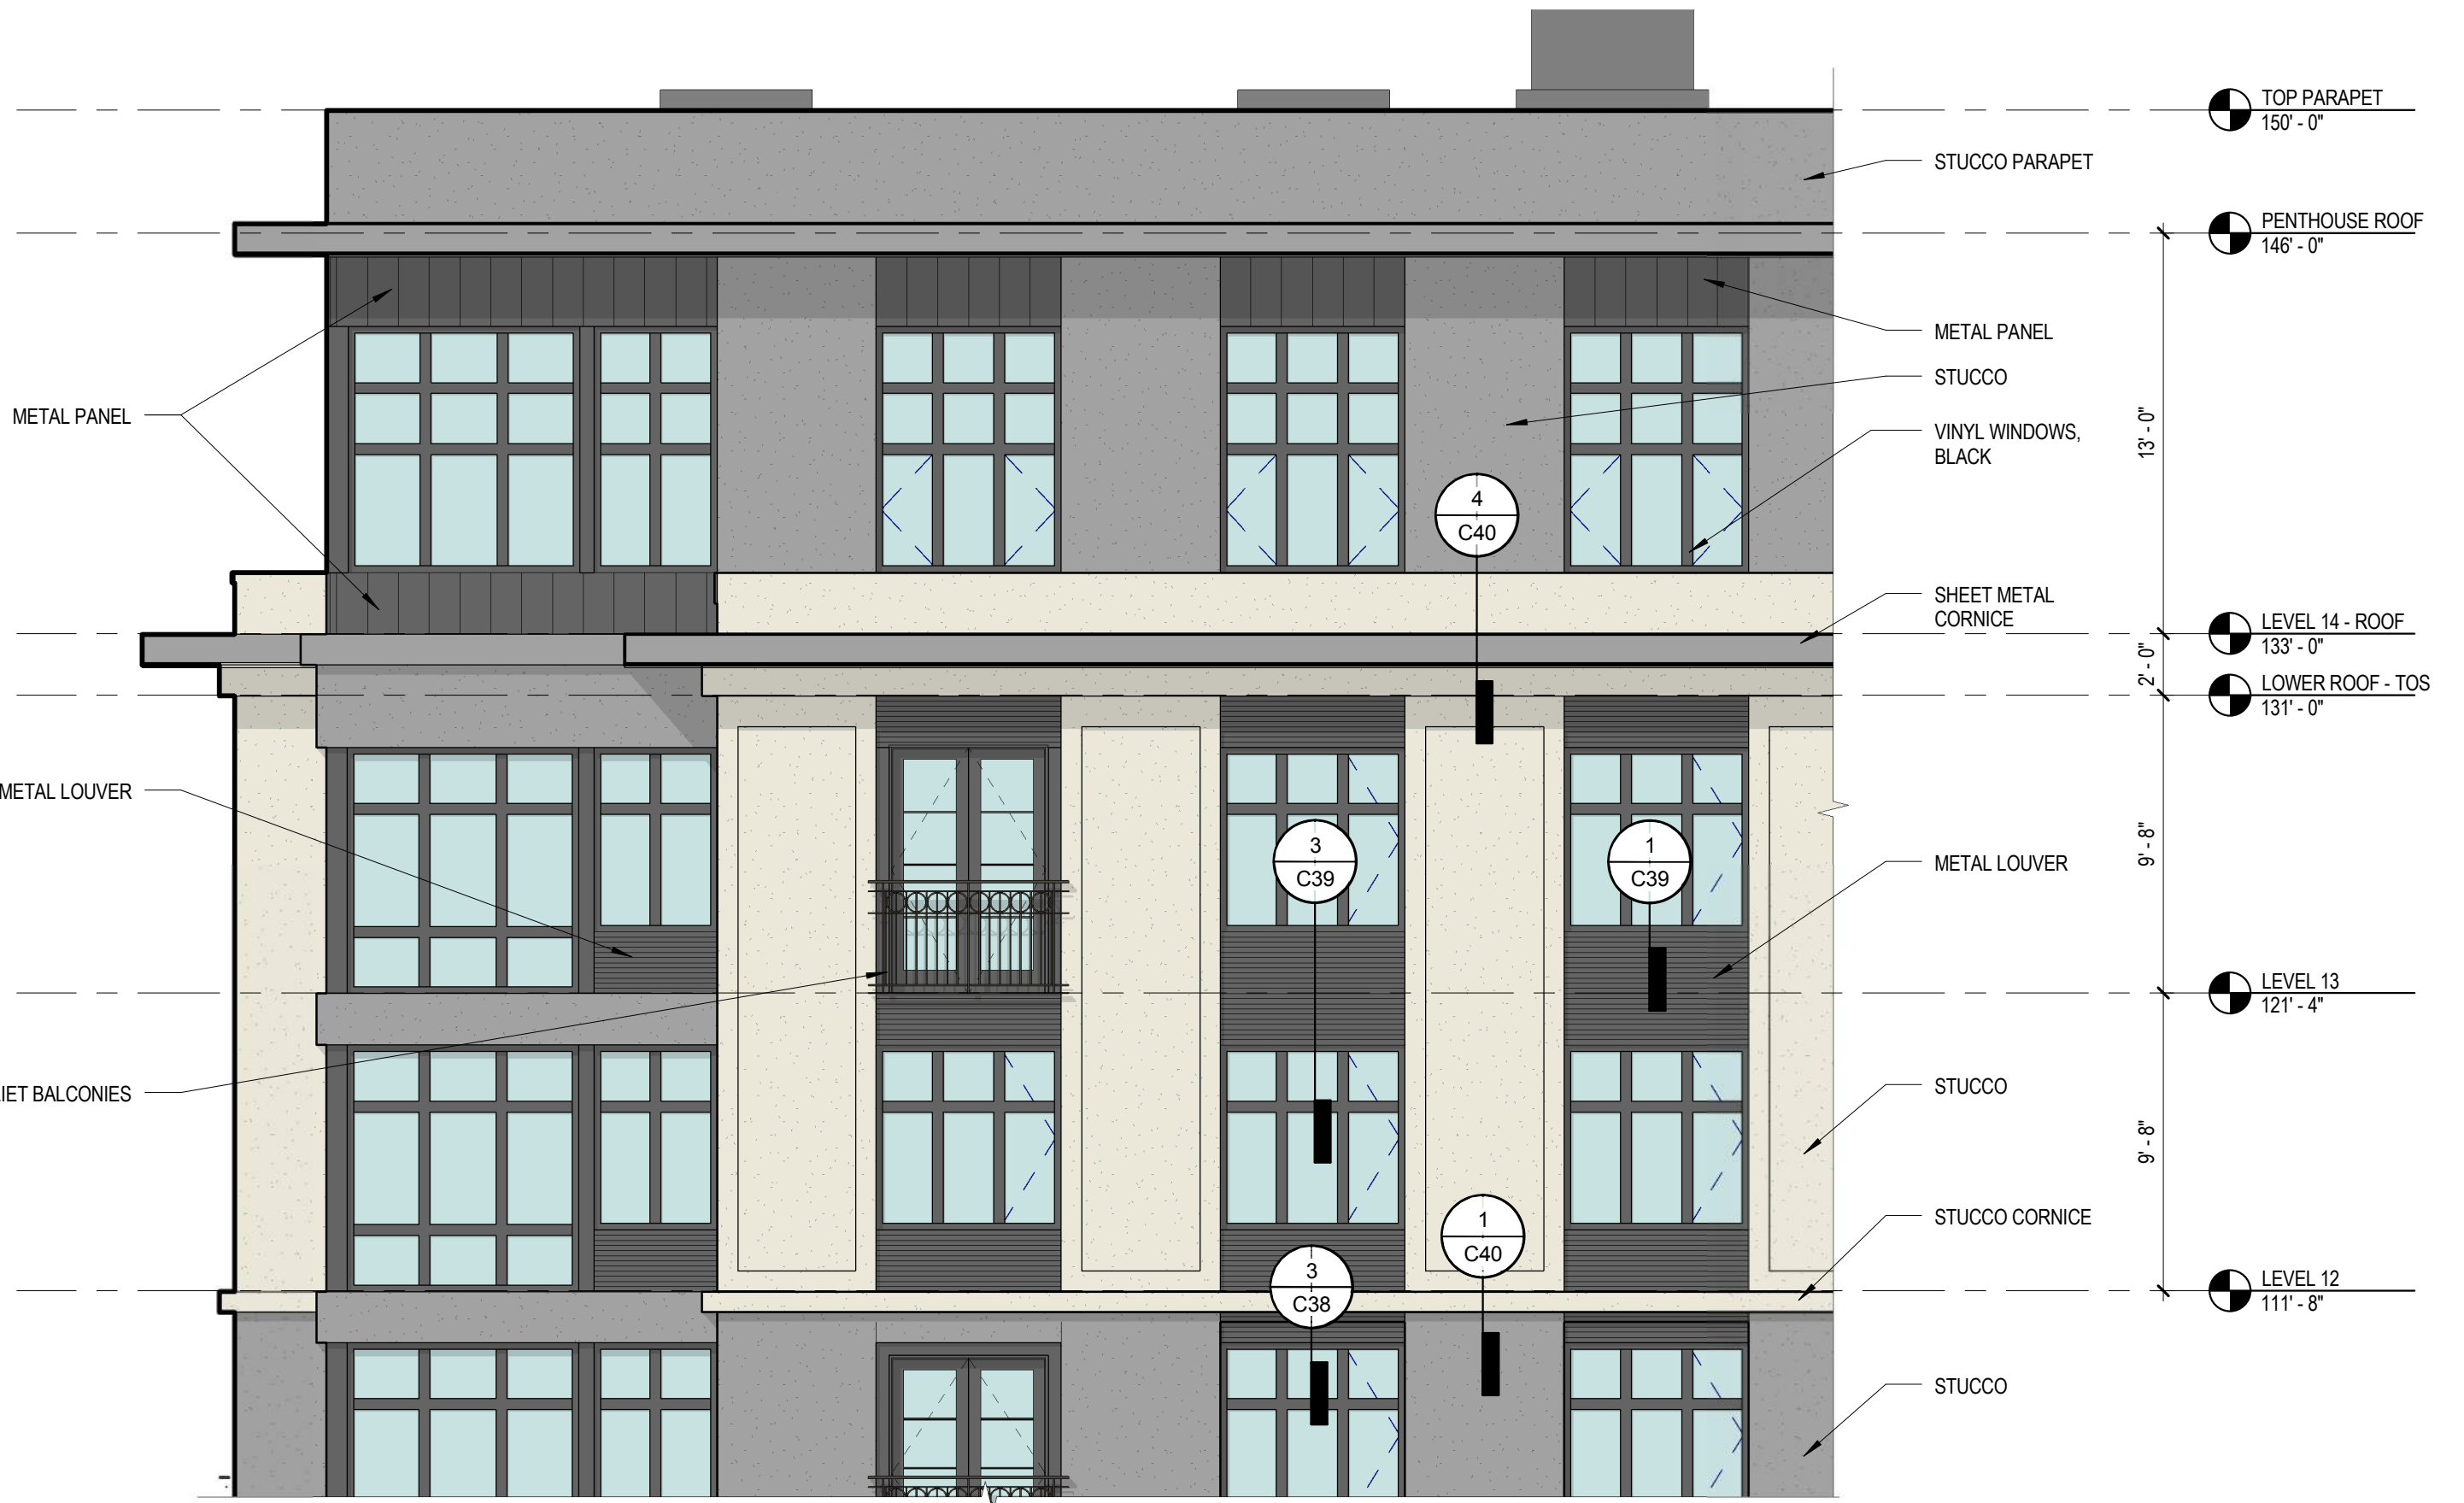 TOP PARAPET
150' - 0"
STUCCO PARAPET
PENTHOUSE ROOF
146' - 0"
METAL PANEL
METAL PANEL
STUCCO
VINYL WINDOWS,
BLACK
13' - 0"
4
C40
SHEET METAL
CORNICE
LEVEL 14 - ROOF
133' - 0"
2' - 0"
LOWER ROOF - TOS
131' - 0"
METAL LOUVER
3
C39
1
C39
METAL LOUVER
9' - 8"
LEVEL 13
121' - 4"
IET BALCONIES
STUCCO
9' - 8"
1
C40
STUCCO CORNICE
3
C38
LEVEL 12
111' - 8"
STUCCO